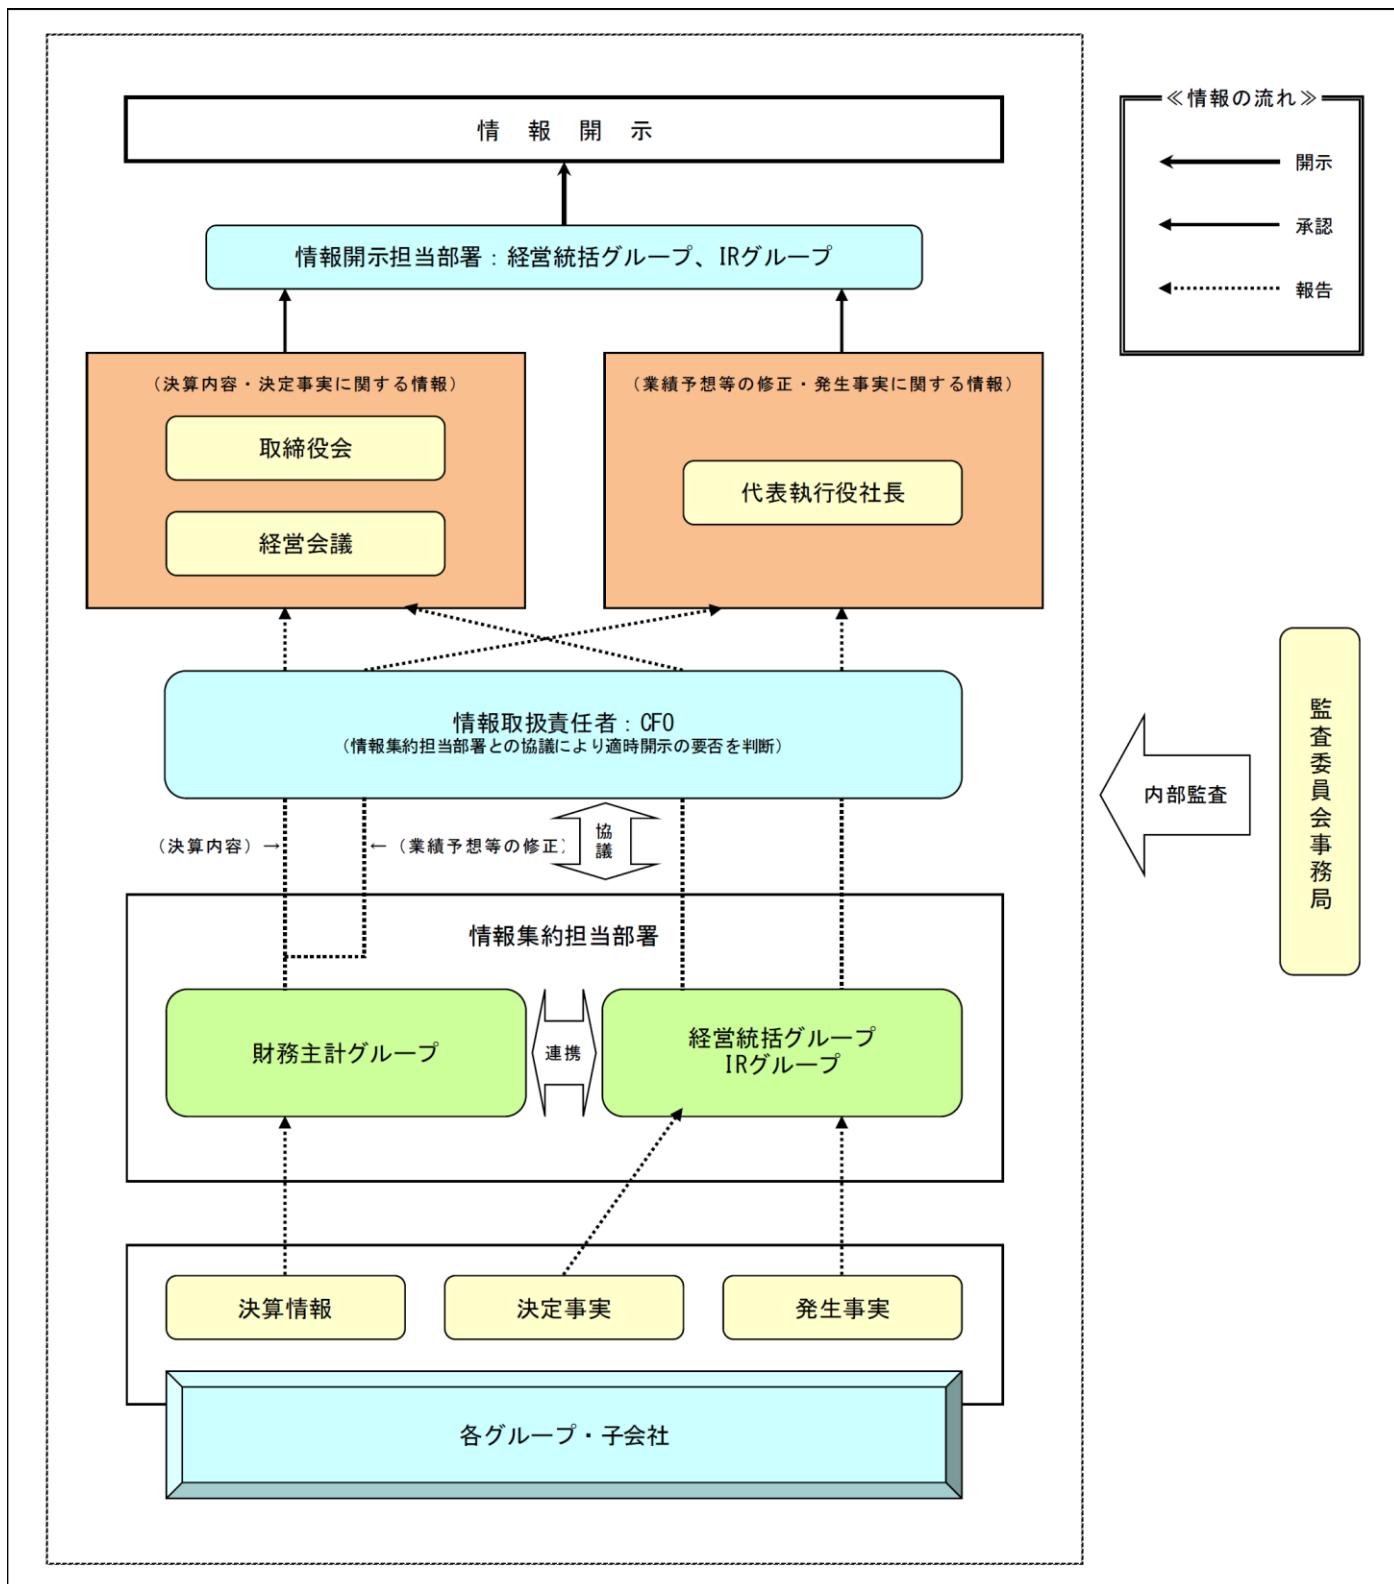 情 報 開 示
≪情報の流れ≫
開示
承認
報告
情報開示担当部署：経営統括グループ、IRグループ
（決算内容・決定事実に関する情報）
取締役会
経営会議
（業績予想等の修正・発生事実に関する情報）
代表執行役社長
情報取扱責任者：CFO
（情報集約担当部署との協議により適時開示の要否を判断）
（決算内容）→
←（業績予想等の修正）
協
議
内部監査
監
査
委
員
会
事
務
局
情報集約担当部署
財務主計グループ
連携
経営統括グループ
IRグループ
決算情報
決定事実
発生事実
各グループ・子会社